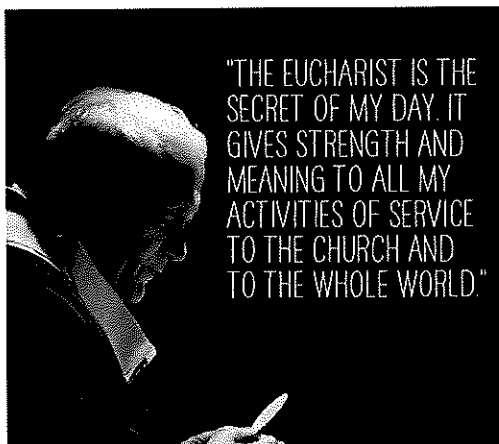 "THE EUCHARIST IS THE
SECRET OF MY DAY. IT
GIVES STRENGTH AND
MEANING TO ALL MY
ACTIVITIES OF SERVICE
TO THE CHURCH AND
TO THE WHOLE WORLD."